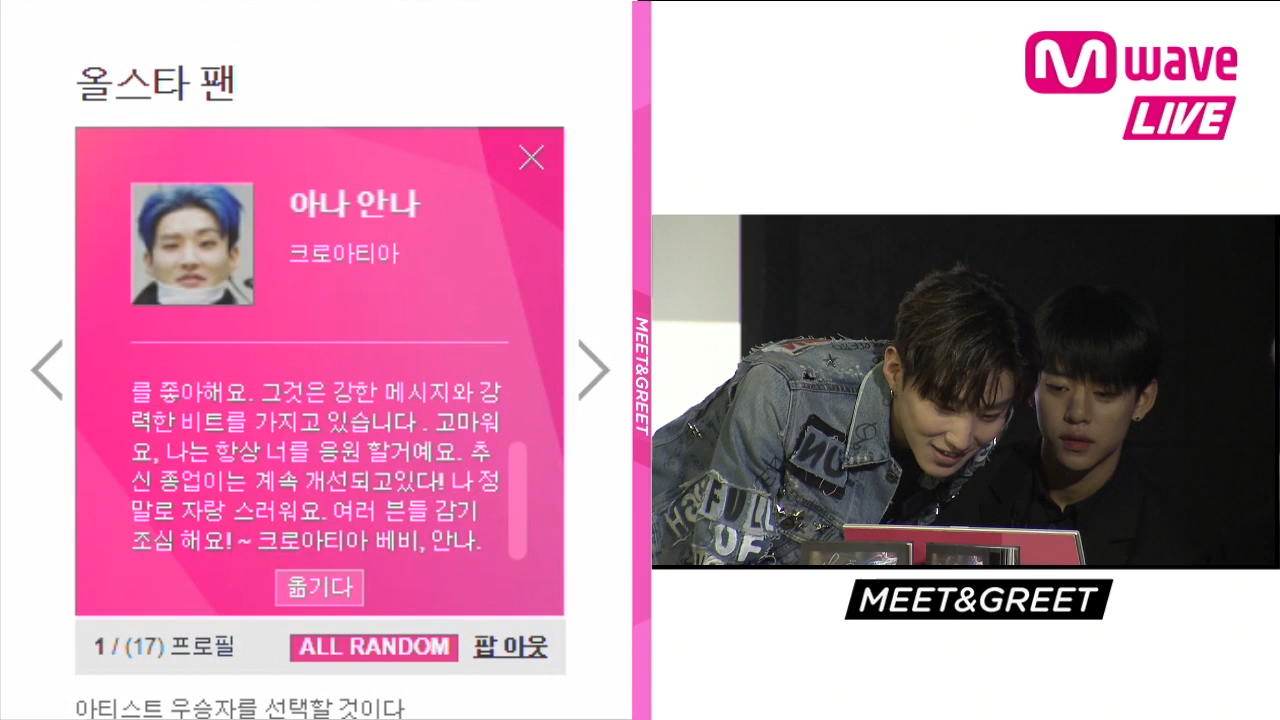 올스타 팬
아나 안나
크로아티아
를 좋아해요. 그것은 강한 메시지와 강
력한 비트를 가지고 있습니다 . 고마워
요, 나는 항상 너를 응원 할거예요. 추
신 종업이는 계속 개선되고있다! 나 정
말로 자랑 스러워요. 여러 븐들 감기
조심 해요! ~ 크로아티아 베비, 안나.
옮기다
1 / (17) 프로필
ALL RANDOM
팝 아웃
아티스트 우승자를 선택할 것이다
MEET&GREET
M wave
LIVE
FULL
OF
MEET&GREET